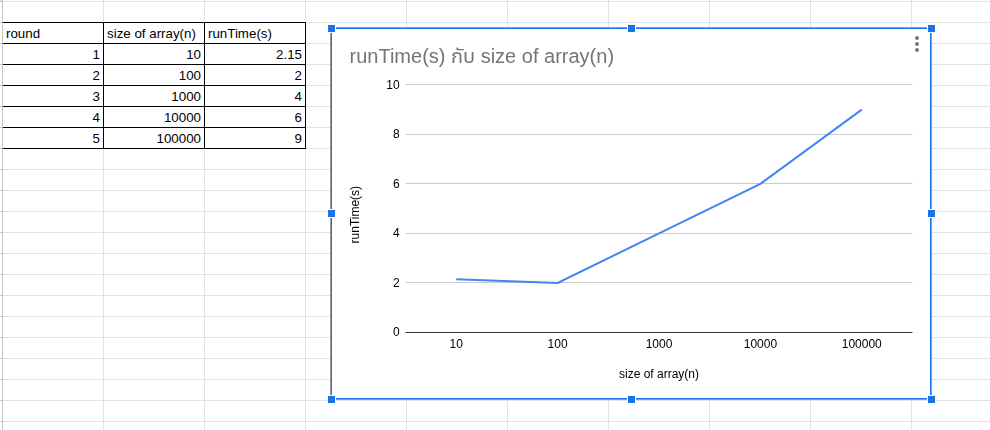 round size of array(n) runTime(s)
1 10 2.15
2 100 2
3 1000 4
4 10000 6
5 100000 9
runTime(s) กับ size of array(n)
10
8
6
4
2
0
runTime(s)
10 100 1000 10000 100000
size of array(n)